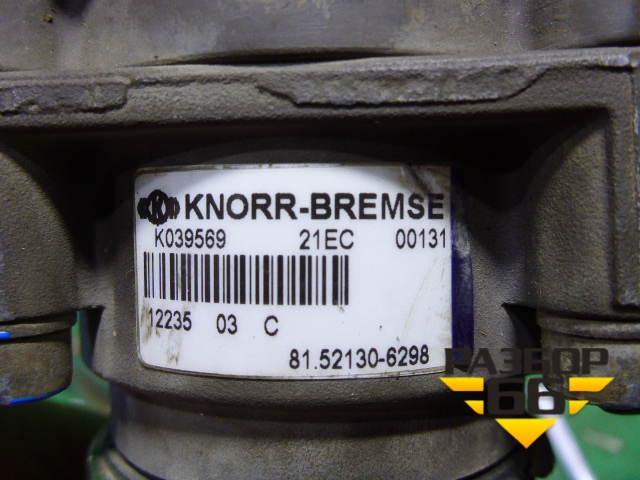 KNORR-BREMSE
K039569 21EC 00131
12235 03 C
81.52130-6298
РАЗБОР
66